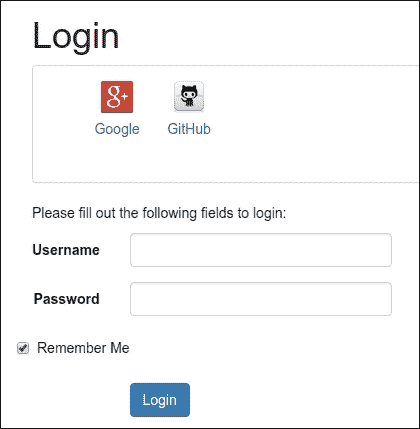 Login
g+
Google GitHub
Please fill out the following fields to login:
Username
Password
Remember Me
Login